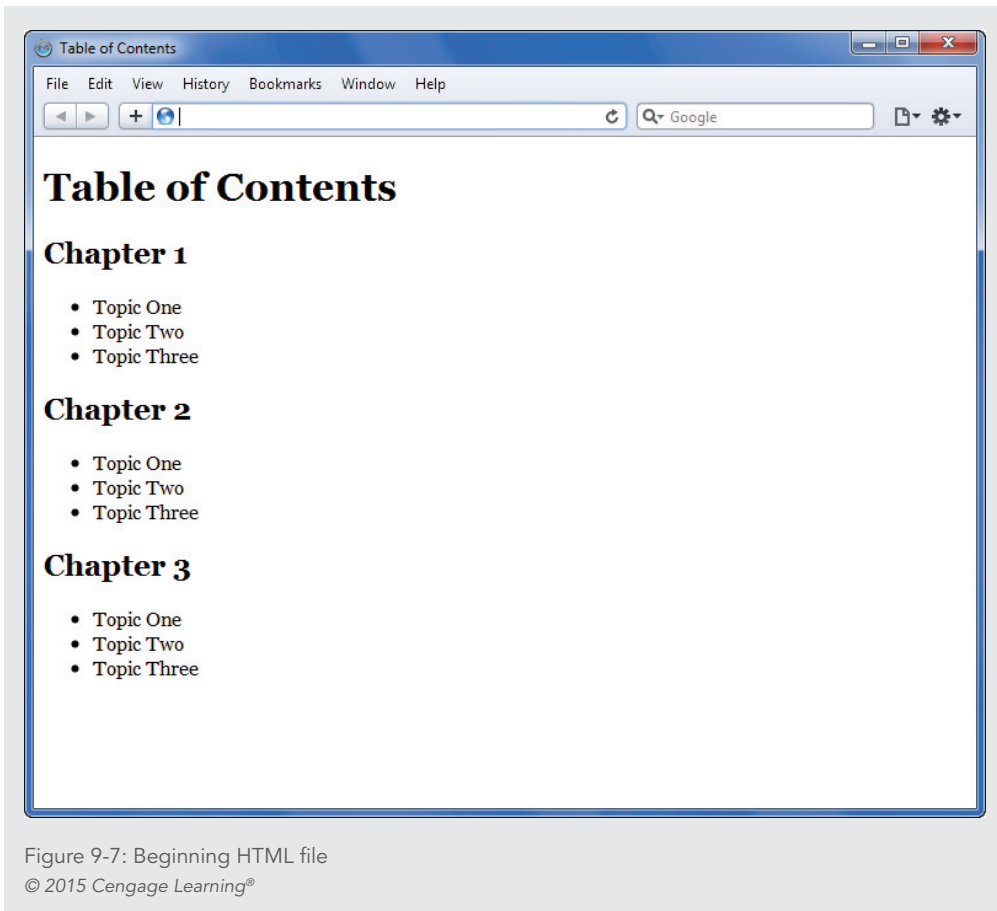 Table of Contents
File Edit View History Bookmarks Window Help
Google
Table of Contents
Chapter 1
Topic One
Topic Two
Topic Three
Chapter 2
Topic One
Topic Two
Topic Three
Chapter 3
Topic One
Topic Two
Topic Three
Figure 9-7: Beginning HTML file
© 2015 Cengage Learning®